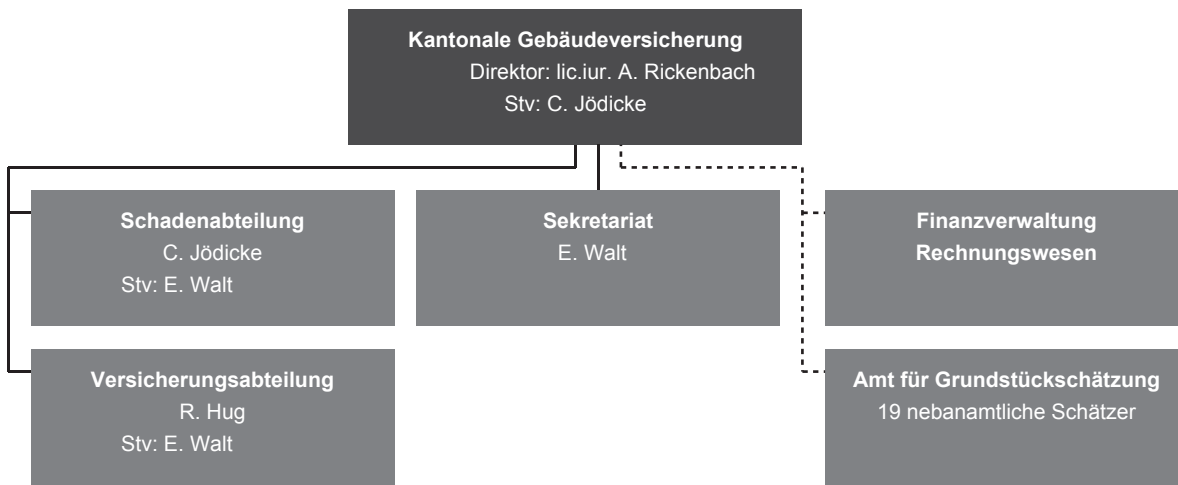 Kantonale Gebäudeversicherung
Direktor: lic.iur. A. Rickenbach
Stv: C. Jödicke
Schadenabteilung
C. Jödicke
Stv: E. Walt
Sekretariat
E. Walt
Finanzverwaltung
Rechnungswesen
Versicherungsabteilung
R. Hug
Stv: E. Walt
Amt für Grundstückschätzung
19 nebanamtliche Schätzer